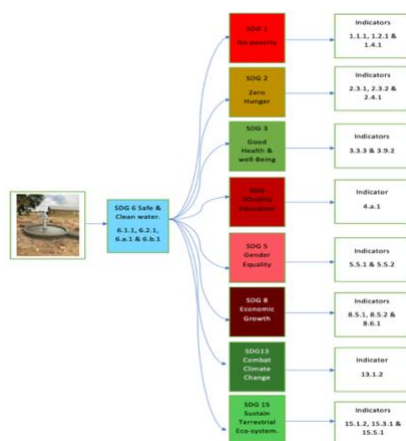 SDG 1
No poverty
Indicators
1.1.1, 1.2.1 &
1.4.1
SDG 2
Zero
Hunger
Indicators
2.3.1, 2.3.2 &
2.4.1
SDG 3
Good
Health &
well-Being
Indicators
3.3.3 & 3.9.2
SDG 6 Safe &
Clean water.
6.1.1, 6.2.1,
6.a.1 & 6.b.1
Indicator
4.a.1
SDG 5
Gender
Equality
Indicators
5.5.1 & 5.5.2
SDG 8
Economic
Growth
Indicators
8.5.1, 8.5.2 &
8.6.1
SDG13
Combat
Climate
Change
Indicator
13.1.2
SDG 15
Sustain
Terrestrial
Eco-system.
Indicators
15.1.2, 15.3.1 &
15.5.1